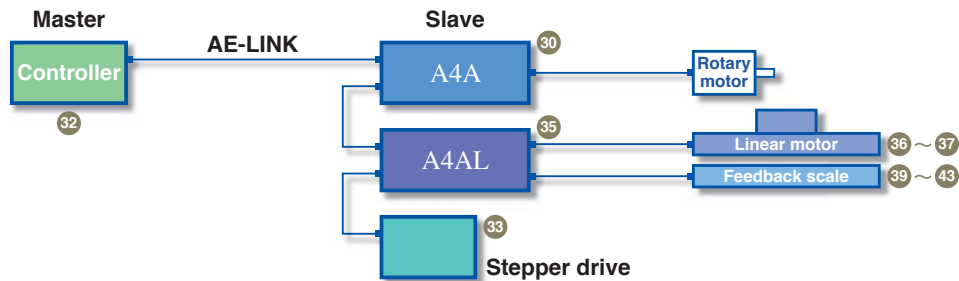 Master
Slave
AE-LINK
30
Controller
A4A
Rotary
motor
32
35
A4AL
Linear motor
36 ~ 37
Feedback scale
39 ~ 43
33
Stepper drive